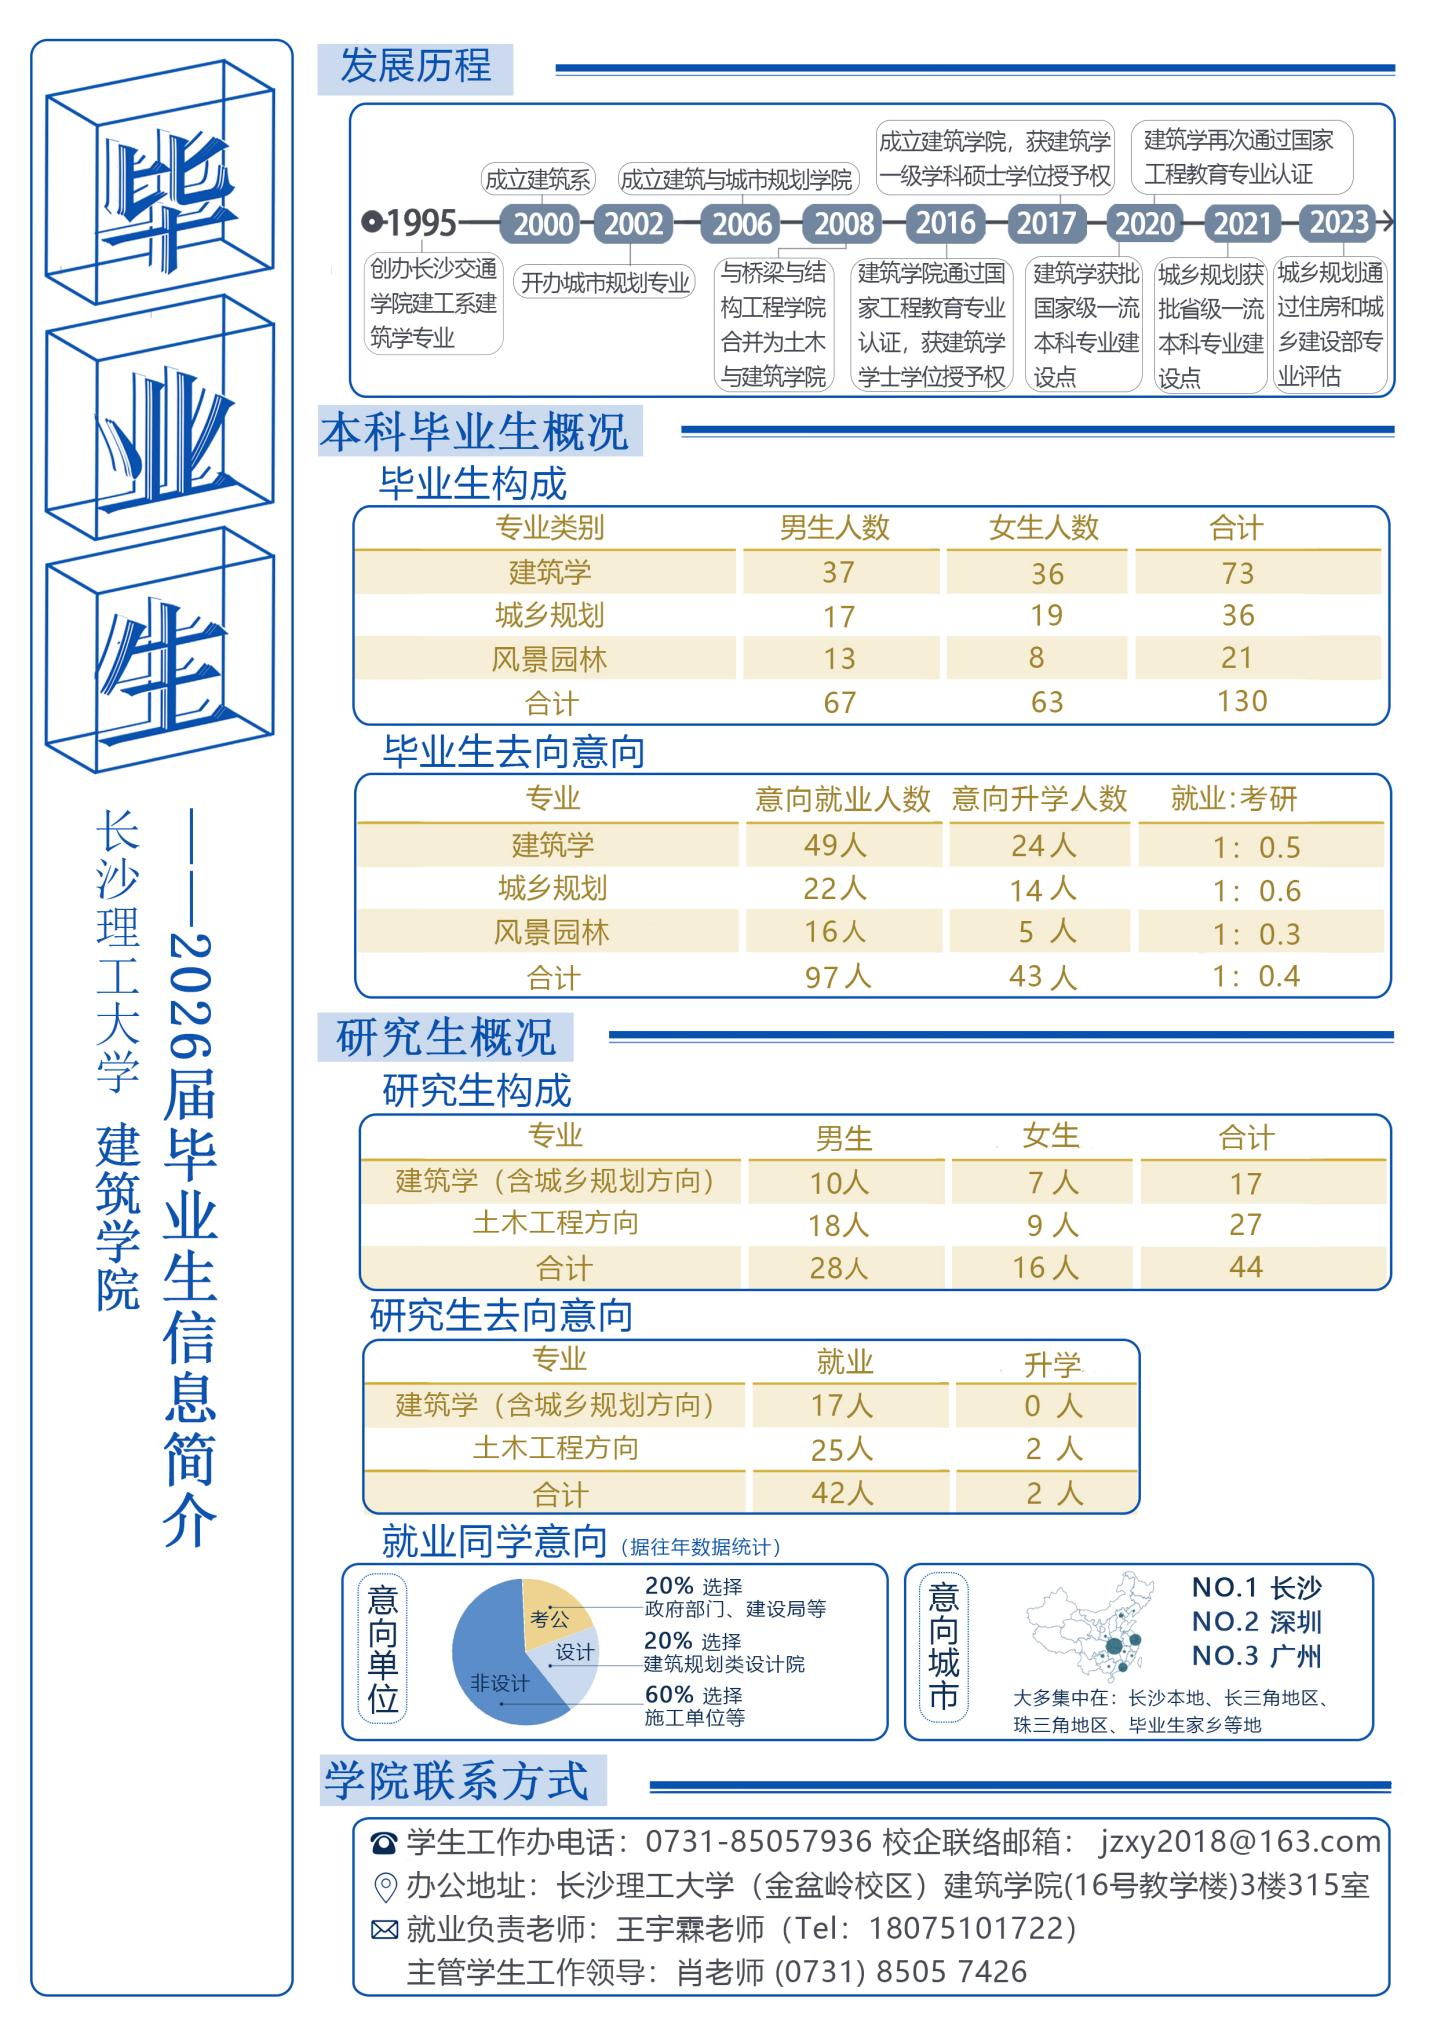 毕
业
生
——2026届毕业生信息简介
长沙理工大学 建筑学院
发展历程
成立建筑系
成立建筑与城市规划学院
成立建筑学院，获建筑学
一级学科硕士学位授予权
建筑学再次通过国家
工程教育专业认证
1995 2000 2002 2006 2008 2016 2017 2020 2021 2023
创办长沙交通
学院建工系建
筑学专业
开办城市规划专业
与桥梁与结
构工程学院
合并为土木
与建筑学院
建筑学院通过国
家工程教育专业
认证，获建筑学
学士学位授予权
建筑学获批
国家级一流
本科专业建
设点
城乡规划获
批省级一流
本科专业建
设点
城乡规划通
过住房和城
乡建设部专
业评估
本科毕业生概况
毕业生构成
专业类别 男生人数 女生人数 合计
建筑学 37 36 73
城乡规划 17 19 36
风景园林 13 8 21
合计 67 63 130
毕业生去向意向
专业 意向就业人数 意向升学人数 就业:考研
建筑学 49人 24人 1：0.5
城乡规划 22人 14人 1：0.6
风景园林 16人 5 人 1：0.3
合计 97人 43人 1：0.4
研究生概况
研究生构成
专业 男生 女生 合计
建筑学（含城乡规划方向） 10人 7 人 17
土木工程方向 18人 9 人 27
合计 28人 16人 44
研究生去向意向
专业 就业 升学
建筑学（含城乡规划方向） 17人 0 人
土木工程方向 25人 2 人
合计 42人 2 人
就业同学意向（据往年数据统计）
意向单位
考公
设计
非设计
20% 选择
政府部门、建设局等
20% 选择
建筑规划类设计院
60% 选择
施工单位等
意向城市
NO.1 长沙
NO.2 深圳
NO.3 广州
大多集中在：长沙本地、长三角地区、
珠三角地区、毕业生家乡等地
学院联系方式
学生工作办电话：0731-85057936 校企联络邮箱： jzxy2018@163.com
办公地址：长沙理工大学（金盆岭校区）建筑学院(16号教学楼)3楼315室
就业负责老师：王宇霖老师（Tel：18075101722）
主管学生工作领导：肖老师 (0731) 8505 7426